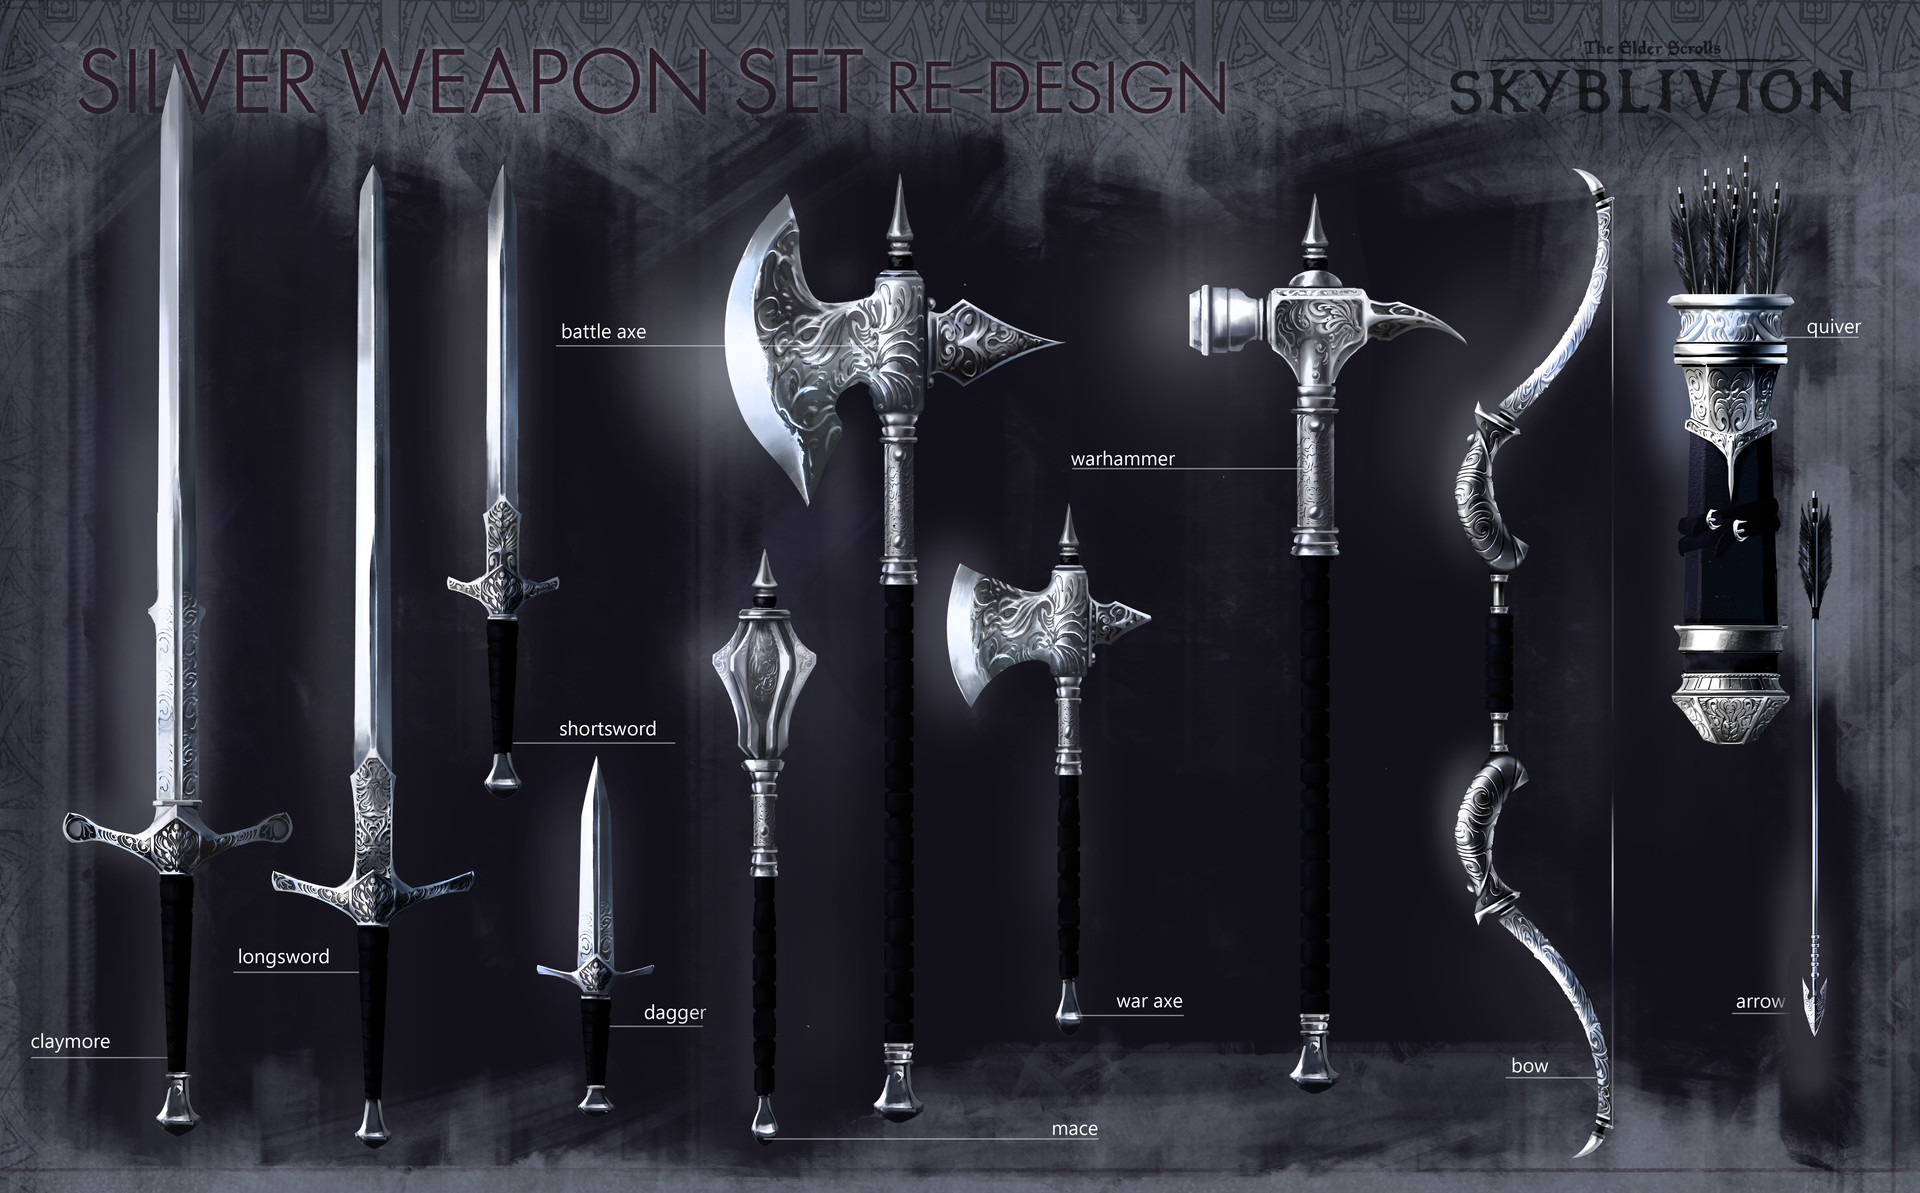 SILVER WEAPON SET RE-DESIGN
The Elder Scrolls
SKYBLIVION
battle axe
quiver
warhammer
shortsword
longsword
dagger
war axe
arrow
claymore
bow
mace